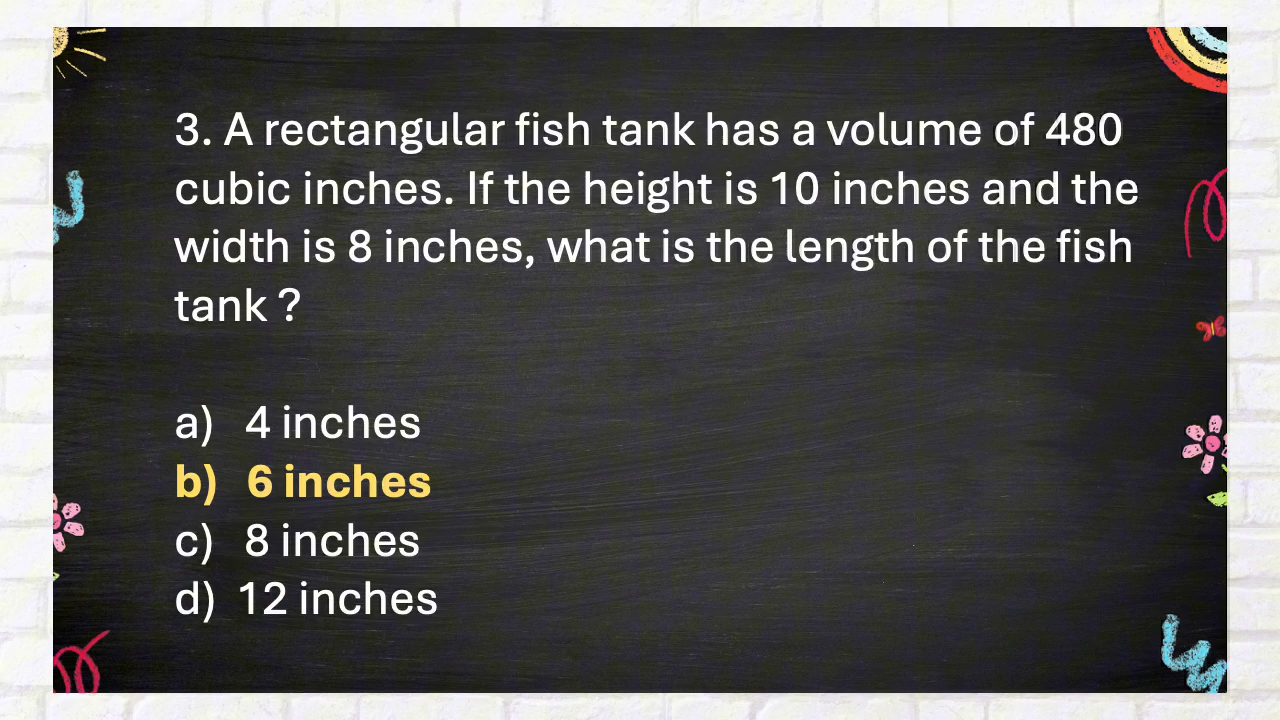 3. A rectangular fish tank has a volume of 480
cubic inches. If the height is 10 inches and the
width is 8 inches, what is the length of the fish
tank ?
a) 4 inches
b) 6 inches
c) 8 inches
d) 12 inches